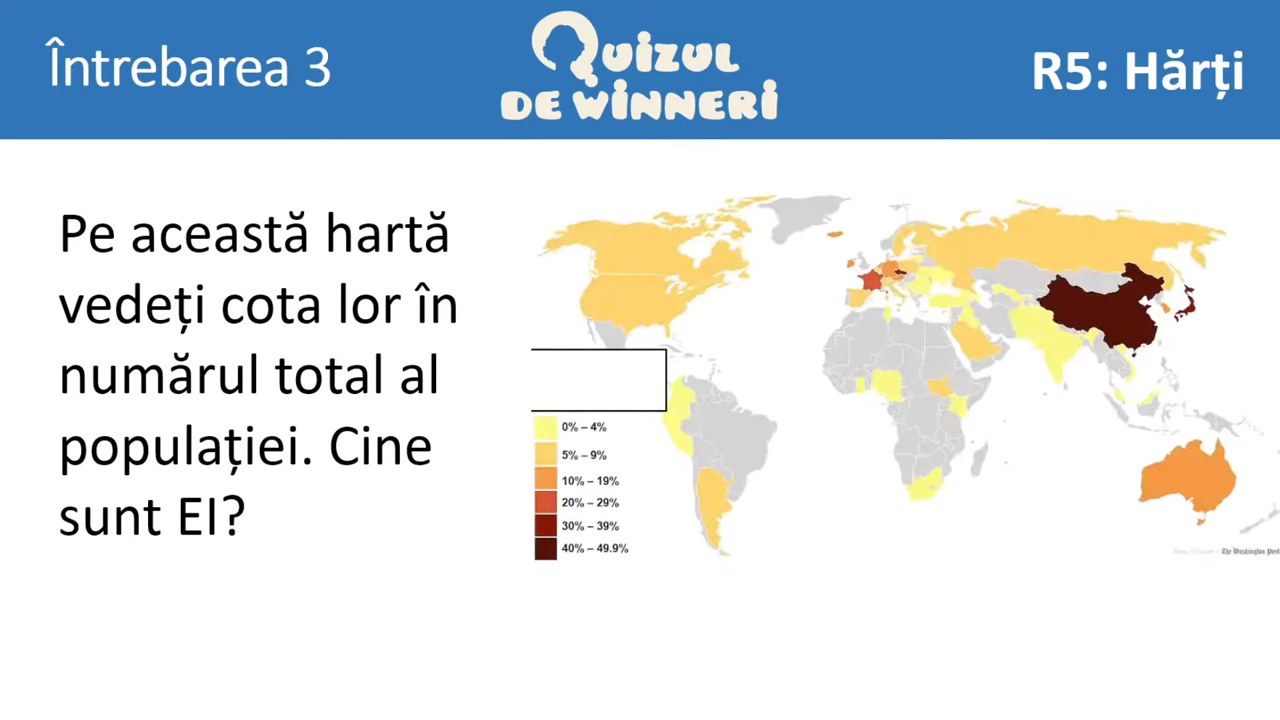 Întrebarea 3
QUIZUL
DE WINNERI
R5: Hărți
Pe această hartă
vedeți cota lor în
numărul total al
populației. Cine
sunt EI?
0% – 4%
5% – 9%
10% – 19%
20% – 29%
30% – 39%
40% – 49.9%
The Washington Post